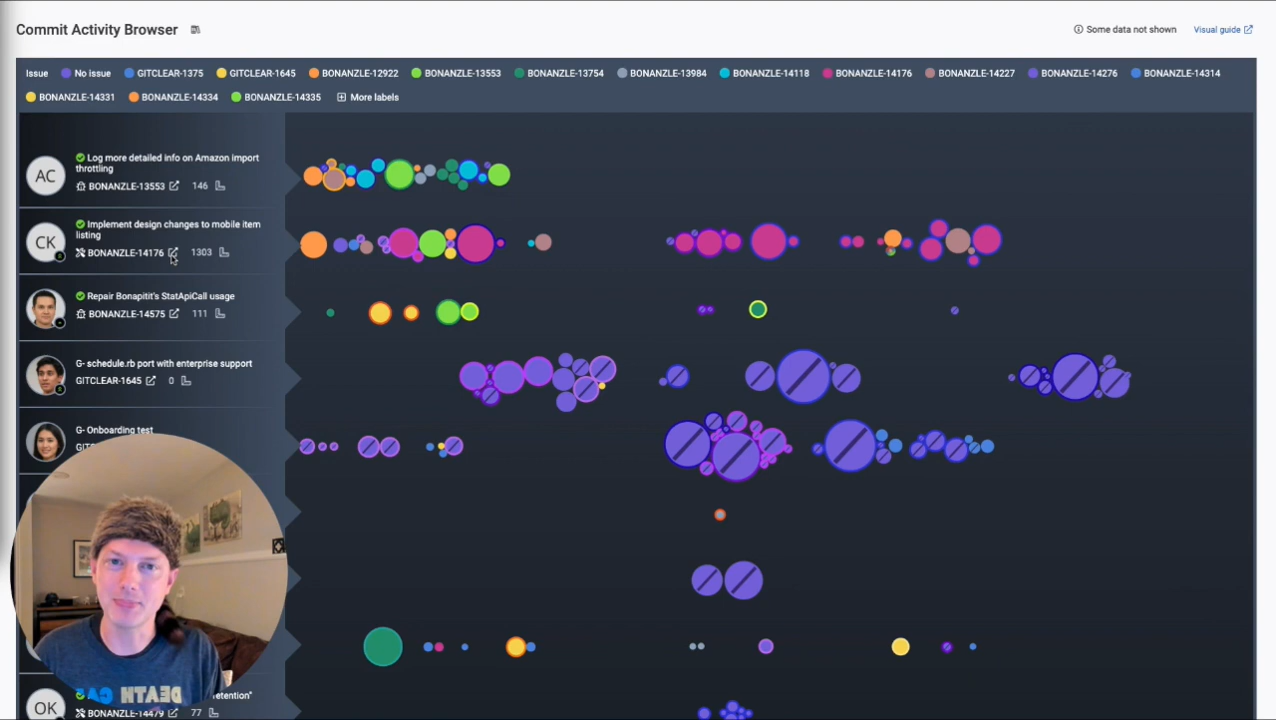 Commit Activity Browser
Some data not shown
Visual guide
Issue No issue GITCLEAR-1375 GITCLEAR-1645 BONANZLE-12922 BONANZLE-13553 BONANZLE-13754 BONANZLE-13984 BONANZLE-14118 BONANZLE-14176 BONANZLE-14227 BONANZLE-14276 BONANZLE-14314
BONANZLE-14331 BONANZLE-14334 BONANZLE-14335 More labels
AC
Log more detailed info on Amazon import
throttling
BONANZLE-13553 146
CK
Implement design changes to mobile item
listing
BONANZLE-14176 1303
Repair Bonapitit's StatApiCall usage
BONANZLE-14575 111
G- schedule.rb port with enterprise support
GITCLEAR-1645 0
G- Onboarding test
DEATH
OK
BONANZLE-14479 77